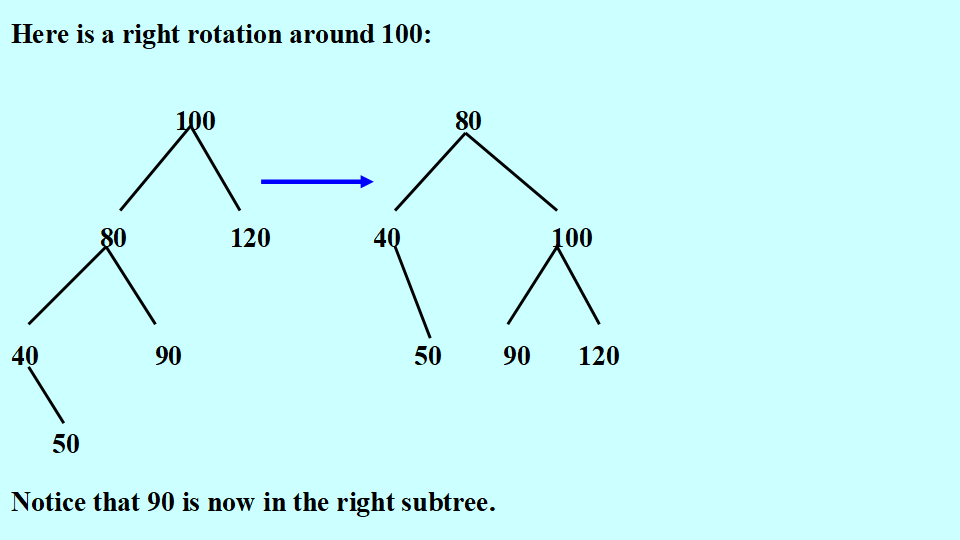 Here is a right rotation around 100:
100 80
80 120 40 100
40 90 50 90 120
50
Notice that 90 is now in the right subtree.